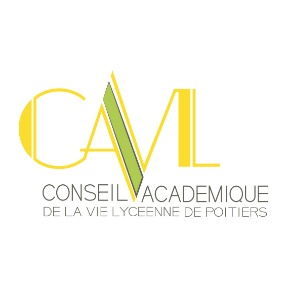 CAVL
CONSEIL ACADEMIQUE
DE LA VIE LYCEENNE DE POITIERS